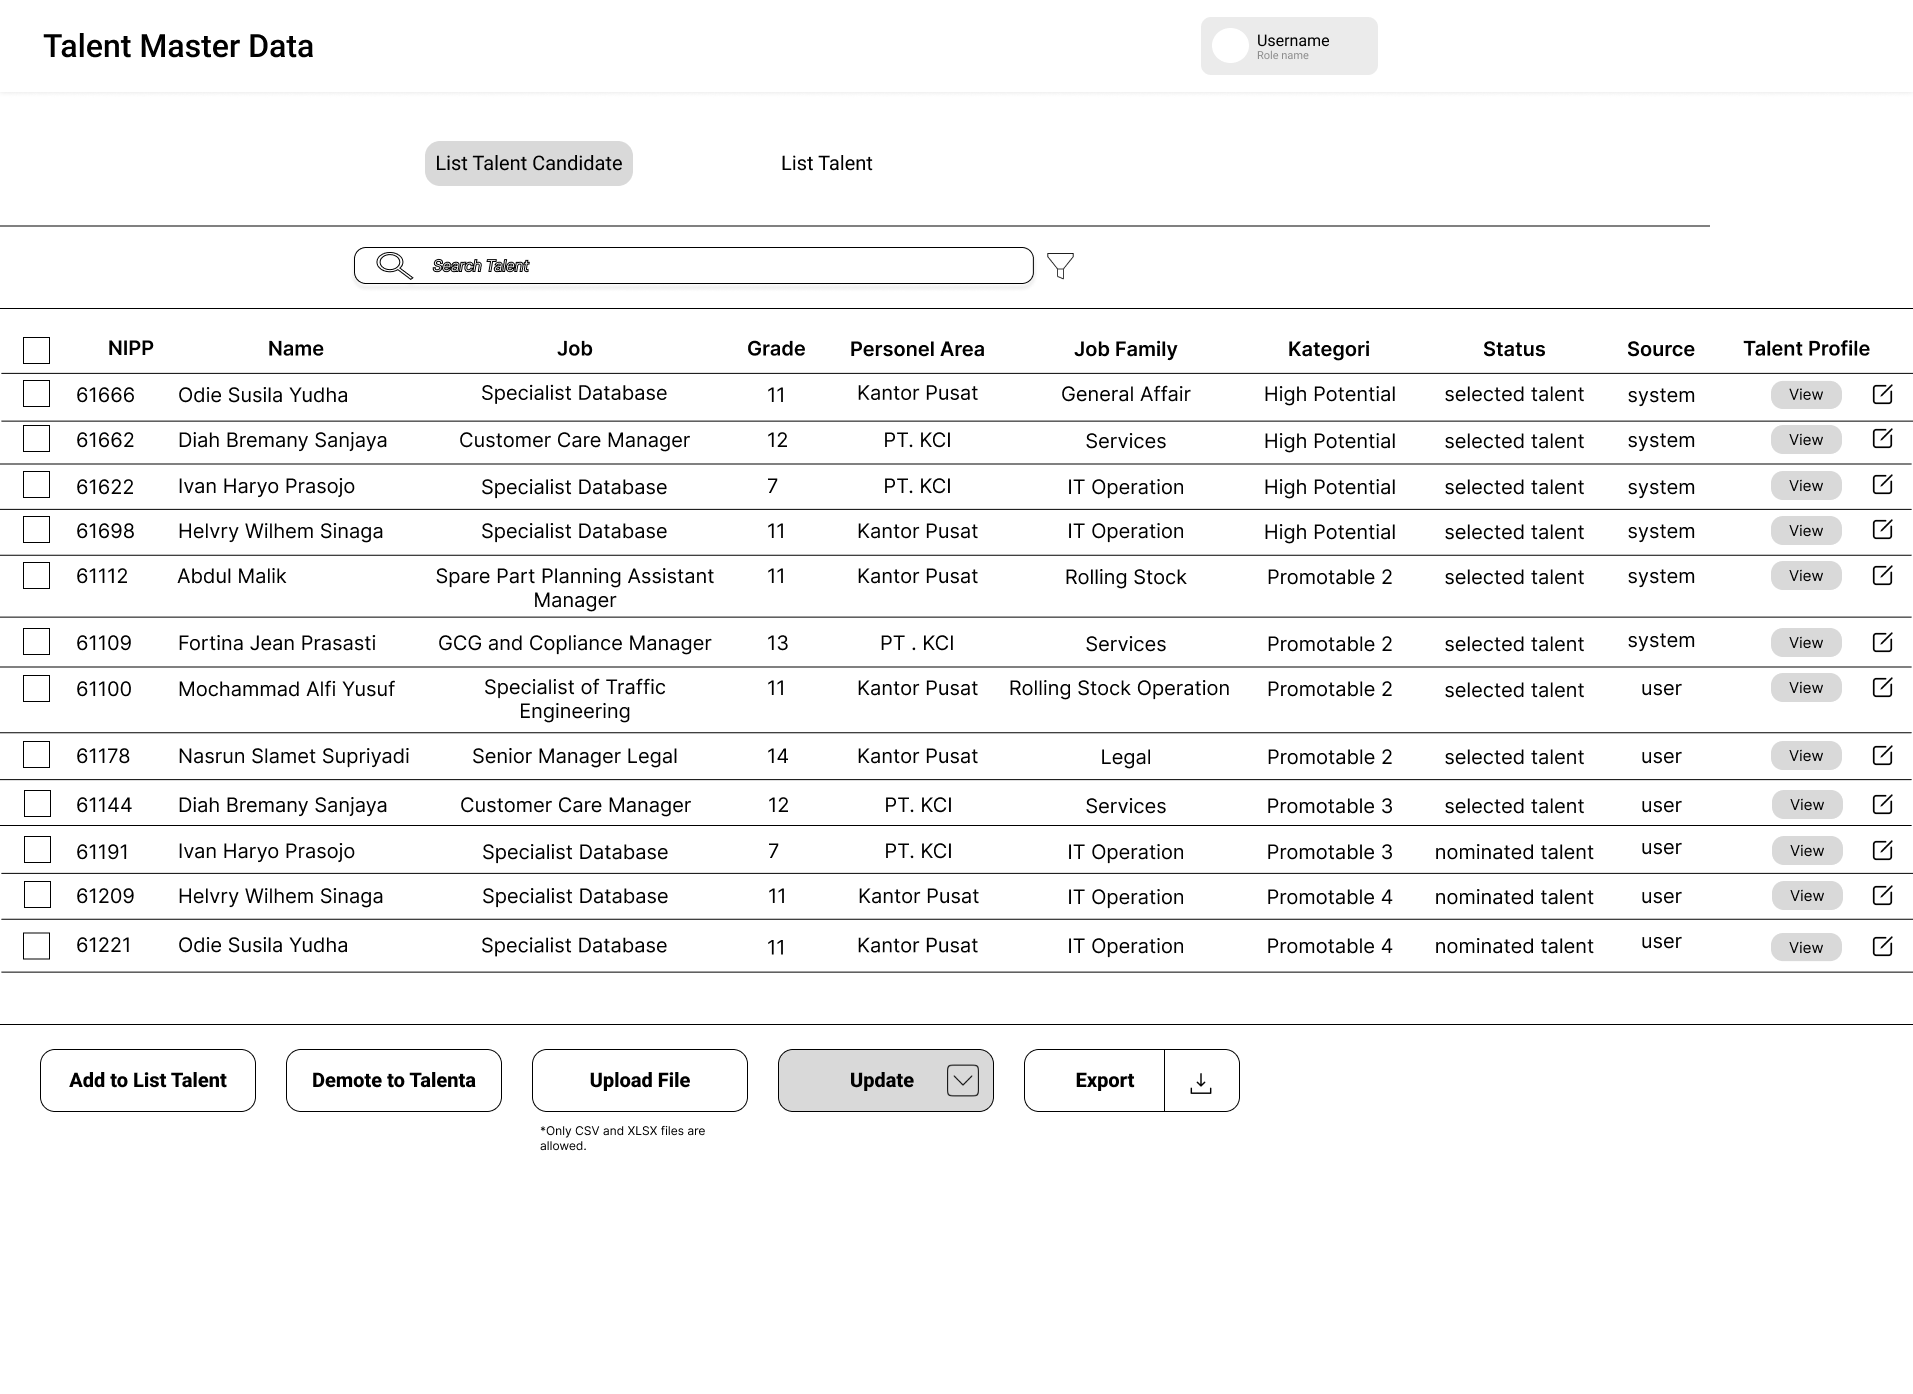 Talent Master Data
Username
Role name
List Talent Candidate
List Talent
Search Talent
NIPP Name Job Grade Personel Area Job Family Kategori Status Source Talent Profile
61666 Odie Susila Yudha Specialist Database 11 Kantor Pusat General Affair High Potential selected talent system View
61662 Diah Bremany Sanjaya Customer Care Manager 12 PT. KCI Services High Potential selected talent system View
61622 Ivan Haryo Prasojo Specialist Database 7 PT. KCI IT Operation High Potential selected talent system View
61698 Helvry Wilhem Sinaga Specialist Database 11 Kantor Pusat IT Operation High Potential selected talent system View
61112 Abdul Malik Spare Part Planning Assistant 11 Kantor Pusat Rolling Stock Promotable 2 selected talent system View
Manager
61109 Fortina Jean Prasasti GCG and Copliance Manager 13 PT . KCI Services Promotable 2 selected talent system View
61100 Mochammad Alfi Yusuf Specialist of Traffic 11 Kantor Pusat Rolling Stock Operation Promotable 2 selected talent user View
Engineering
61178 Nasrun Slamet Supriyadi Senior Manager Legal 14 Kantor Pusat Legal Promotable 2 selected talent user View
61144 Diah Bremany Sanjaya Customer Care Manager 12 PT. KCI Services Promotable 3 selected talent user View
61191 Ivan Haryo Prasojo Specialist Database 7 PT. KCI IT Operation Promotable 3 nominated talent user View
61209 Helvry Wilhem Sinaga Specialist Database 11 Kantor Pusat IT Operation Promotable 4 nominated talent user View
61221 Odie Susila Yudha Specialist Database 11 Kantor Pusat IT Operation Promotable 4 nominated talent user View
Add to List Talent
Demote to Talenta
Upload File
Update
Export
*Only CSV and XLSX files are
allowed.